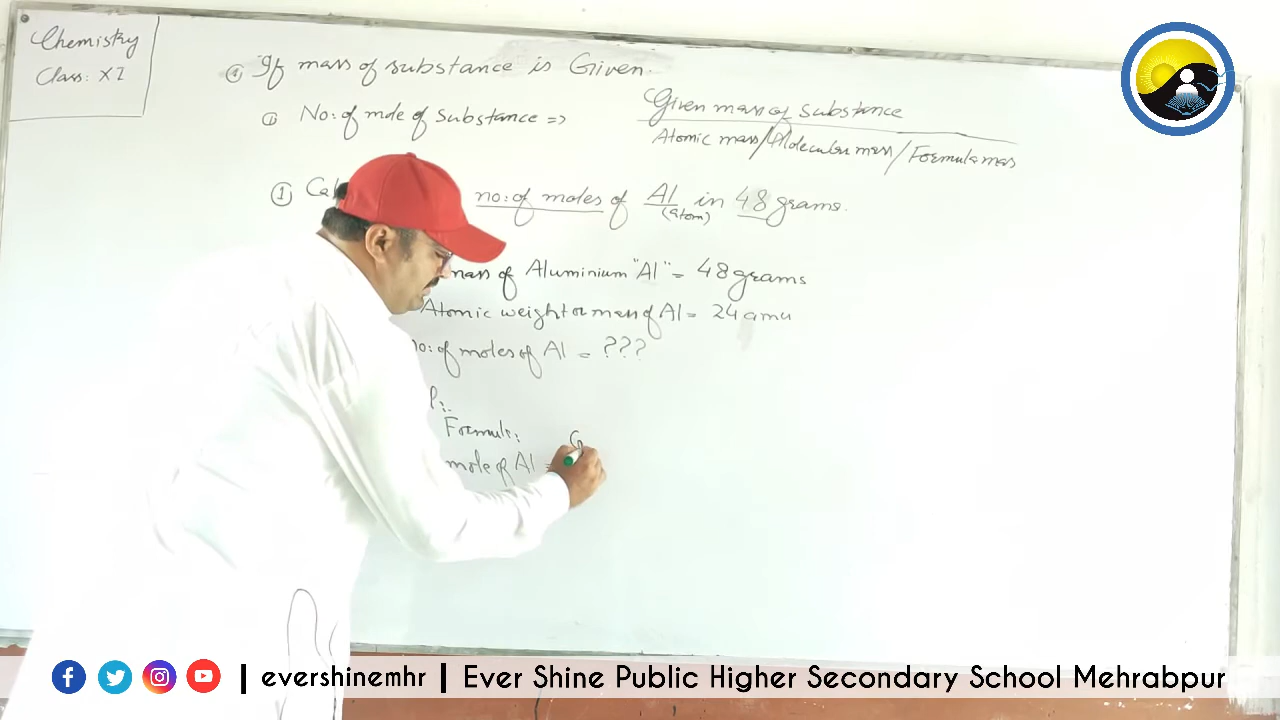 Chemistry
Class: XI
If mass of substance is Given.
No: of mole of Substance => Given mass of substance
Atomic mass/Molecular mass/Formula mass
① no: of moles of Al in 48 grams.
(atom)
mass of Aluminium "Al" = 48 grams
Atomic weight or mass of Al = 24 amu
no: of moles of Al = ???
Formula:
mole of Al =
| evershinemhr | Ever Shine Public Higher Secondary School Mehrabpur